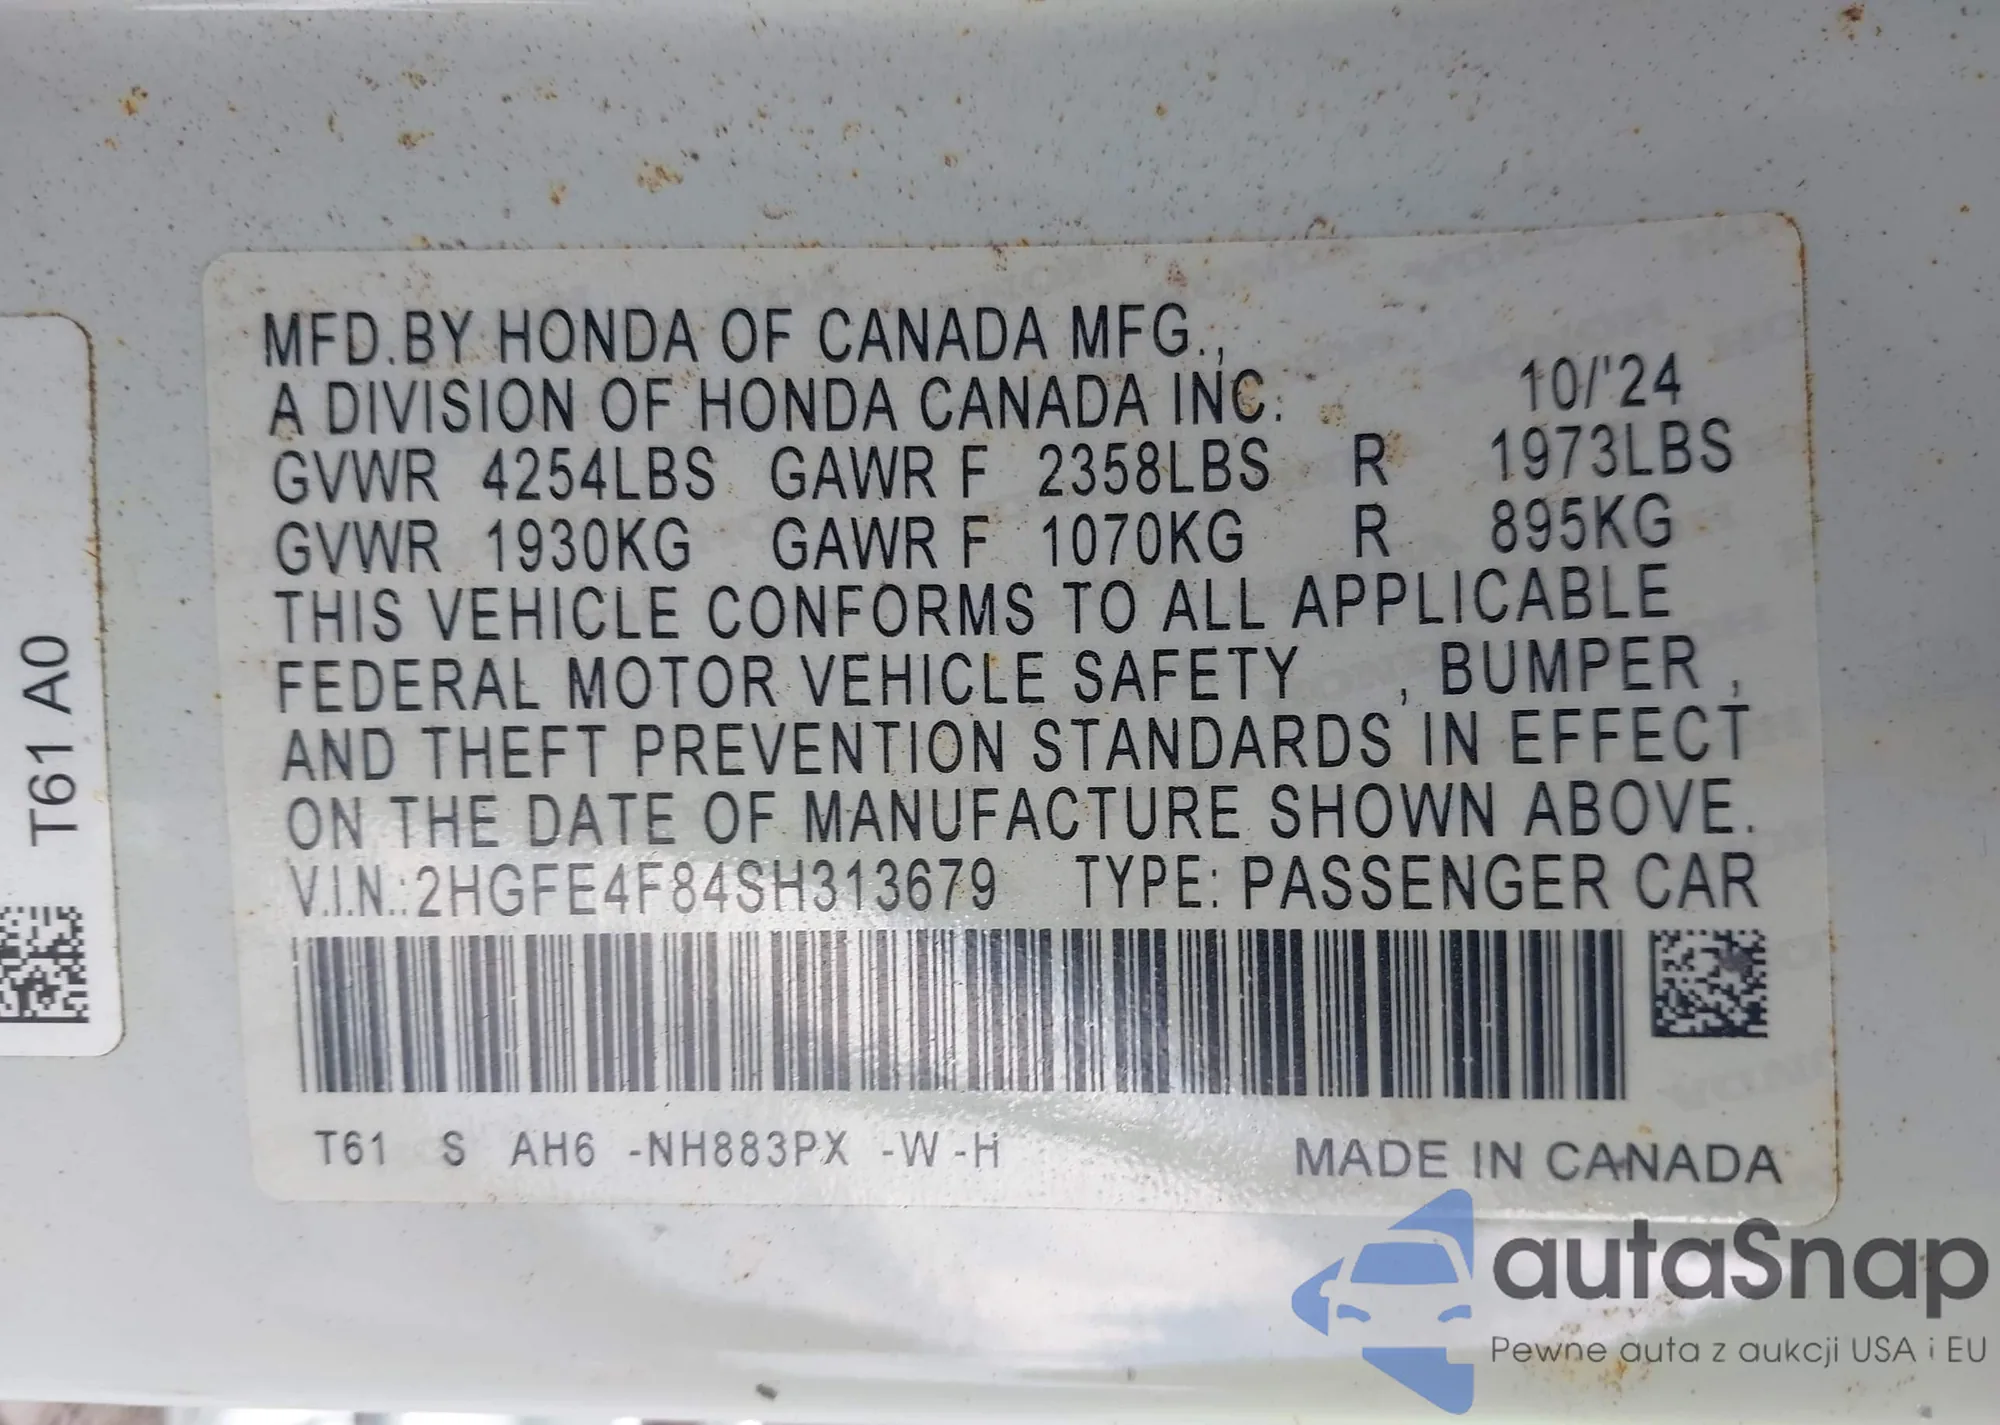 MFD.BY HONDA OF CANADA MFG.,
A DIVISION OF HONDA CANADA INC. 10/'24
GVWR 4254LBS GAWR F 2358LBS R 1973LBS
GVWR 1930KG GAWR F 1070KG R 895KG
THIS VEHICLE CONFORMS TO ALL APPLICABLE
FEDERAL MOTOR VEHICLE SAFETY , BUMPER ,
AND THEFT PREVENTION STANDARDS IN EFFECT
ON THE DATE OF MANUFACTURE SHOWN ABOVE.
V.I.N.:2HGFE4F84SH313679 TYPE: PASSENGER CAR
T61 S AH6 -NH883PX -W-H MADE IN CANADA
T61 A0
autaSnap
Pewne auta z aukcji USA i EU